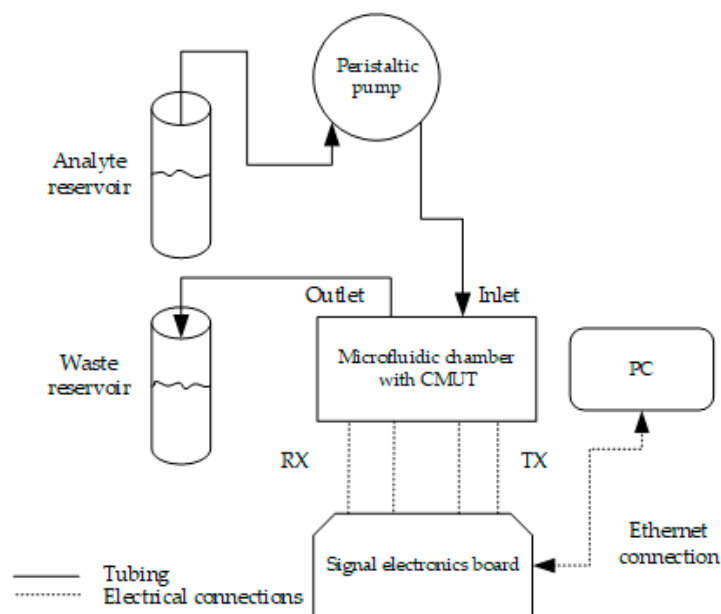 Peristaltic
pump
Analyte
reservoir
Outlet
Inlet
Waste
reservoir
Microfluidic chamber
with CMUT
PC
RX
TX
Ethernet
connection
Signal electronics board
Tubing
Electrical connections